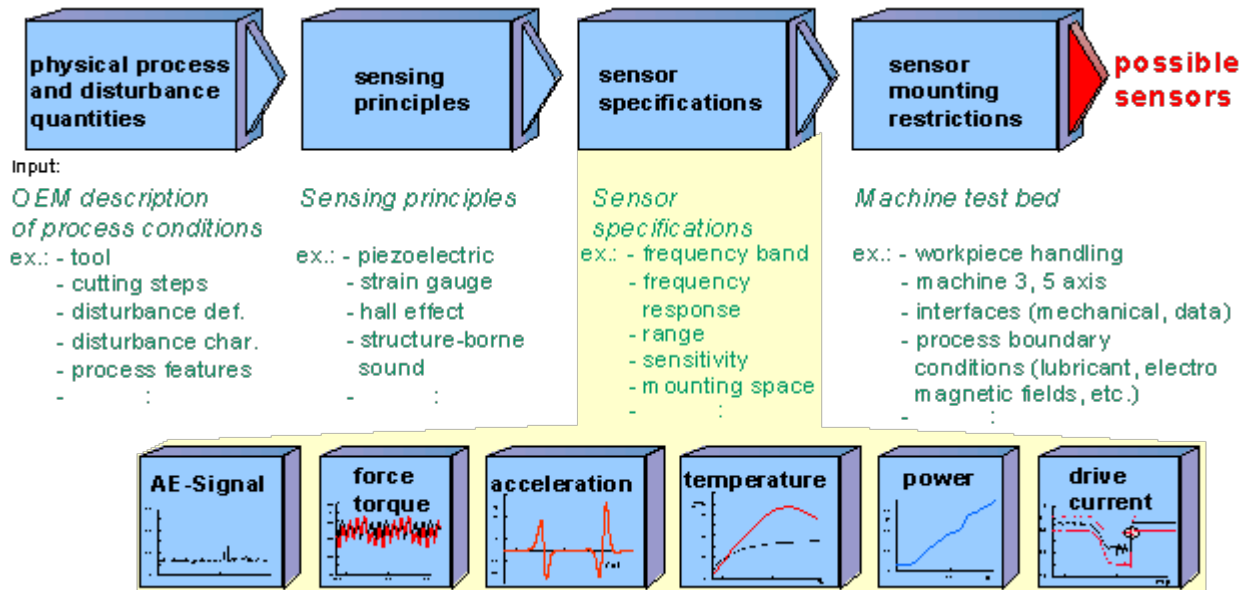 physical process
and disturbance
quantities
sensing
principles
sensor
specifications
sensor
mounting
restrictions
possible
sensors
Input:
OEM description
of process conditions
ex.: - tool
- cutting steps
- disturbance def.
- disturbance char.
- process features
- :
Sensing principles
ex.: - piezoelectric
- strain gauge
- hall effect
- structure-borne
sound
- :
Sensor
specifications
ex.: - frequency band
- frequency
response
- range
- sensitivity
- mounting space
- :
Machine test bed
ex.: - workpiece handling
- machine 3, 5 axis
- interfaces (mechanical, data)
- process boundary
conditions (lubricant, electro
magnetic fields, etc.)
- :
AE-Signal
force
torque
acceleration
temperature
power
drive
current